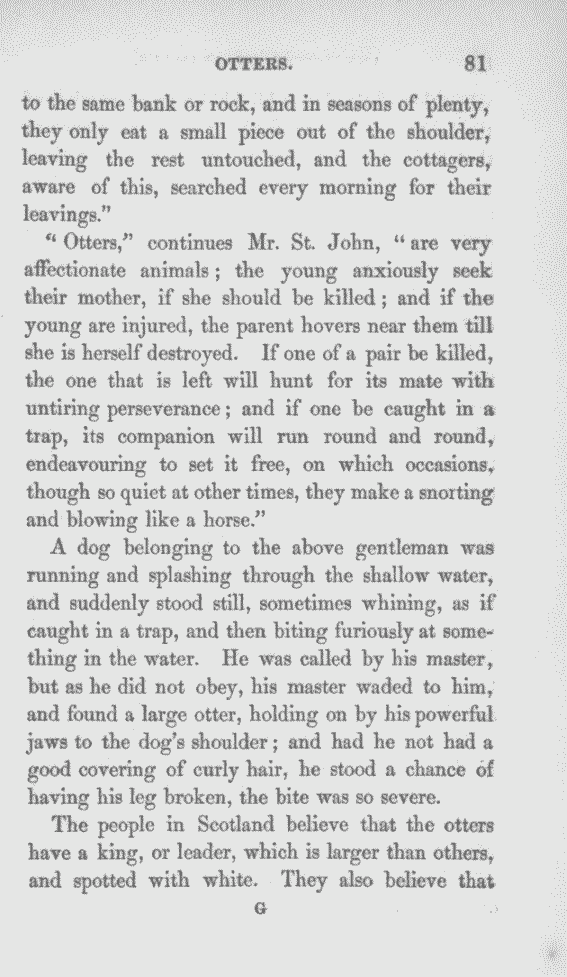 OTTERS. 81
to the same bank or rock, and in seasons of plenty,
they only eat a small piece out of the shoulder,
leaving the rest untouched, and the cottagers,
aware of this, searched every morning for their
leavings."
" Otters," continues Mr. St. John, " are very
affectionate animals ; the young anxiously seek
their mother, if she should be killed ; and if the
young are injured, the parent hovers near them till
she is herself destroyed. If one of a pair be killed,
the one that is left will hunt for its mate with
untiring perseverance ; and if one be caught in a
trap, its companion will run round and round,
endeavouring to set it free, on which occasions,
though so quiet at other times, they make a snorting
and blowing like a horse."
A dog belonging to the above gentleman was
running and splashing through the shallow water,
and suddenly stood still, sometimes whining, as if
caught in a trap, and then biting furiously at some-
thing in the water. He was called by his master,
but as he did not obey, his master waded to him,
and found a large otter, holding on by his powerful
jaws to the dog's shoulder ; and had he not had a
good covering of curly hair, he stood a chance of
having his leg broken, the bite was so severe.
The people in Scotland believe that the otters
have a king, or leader, which is larger than others,
and spotted with white. They also believe that
G